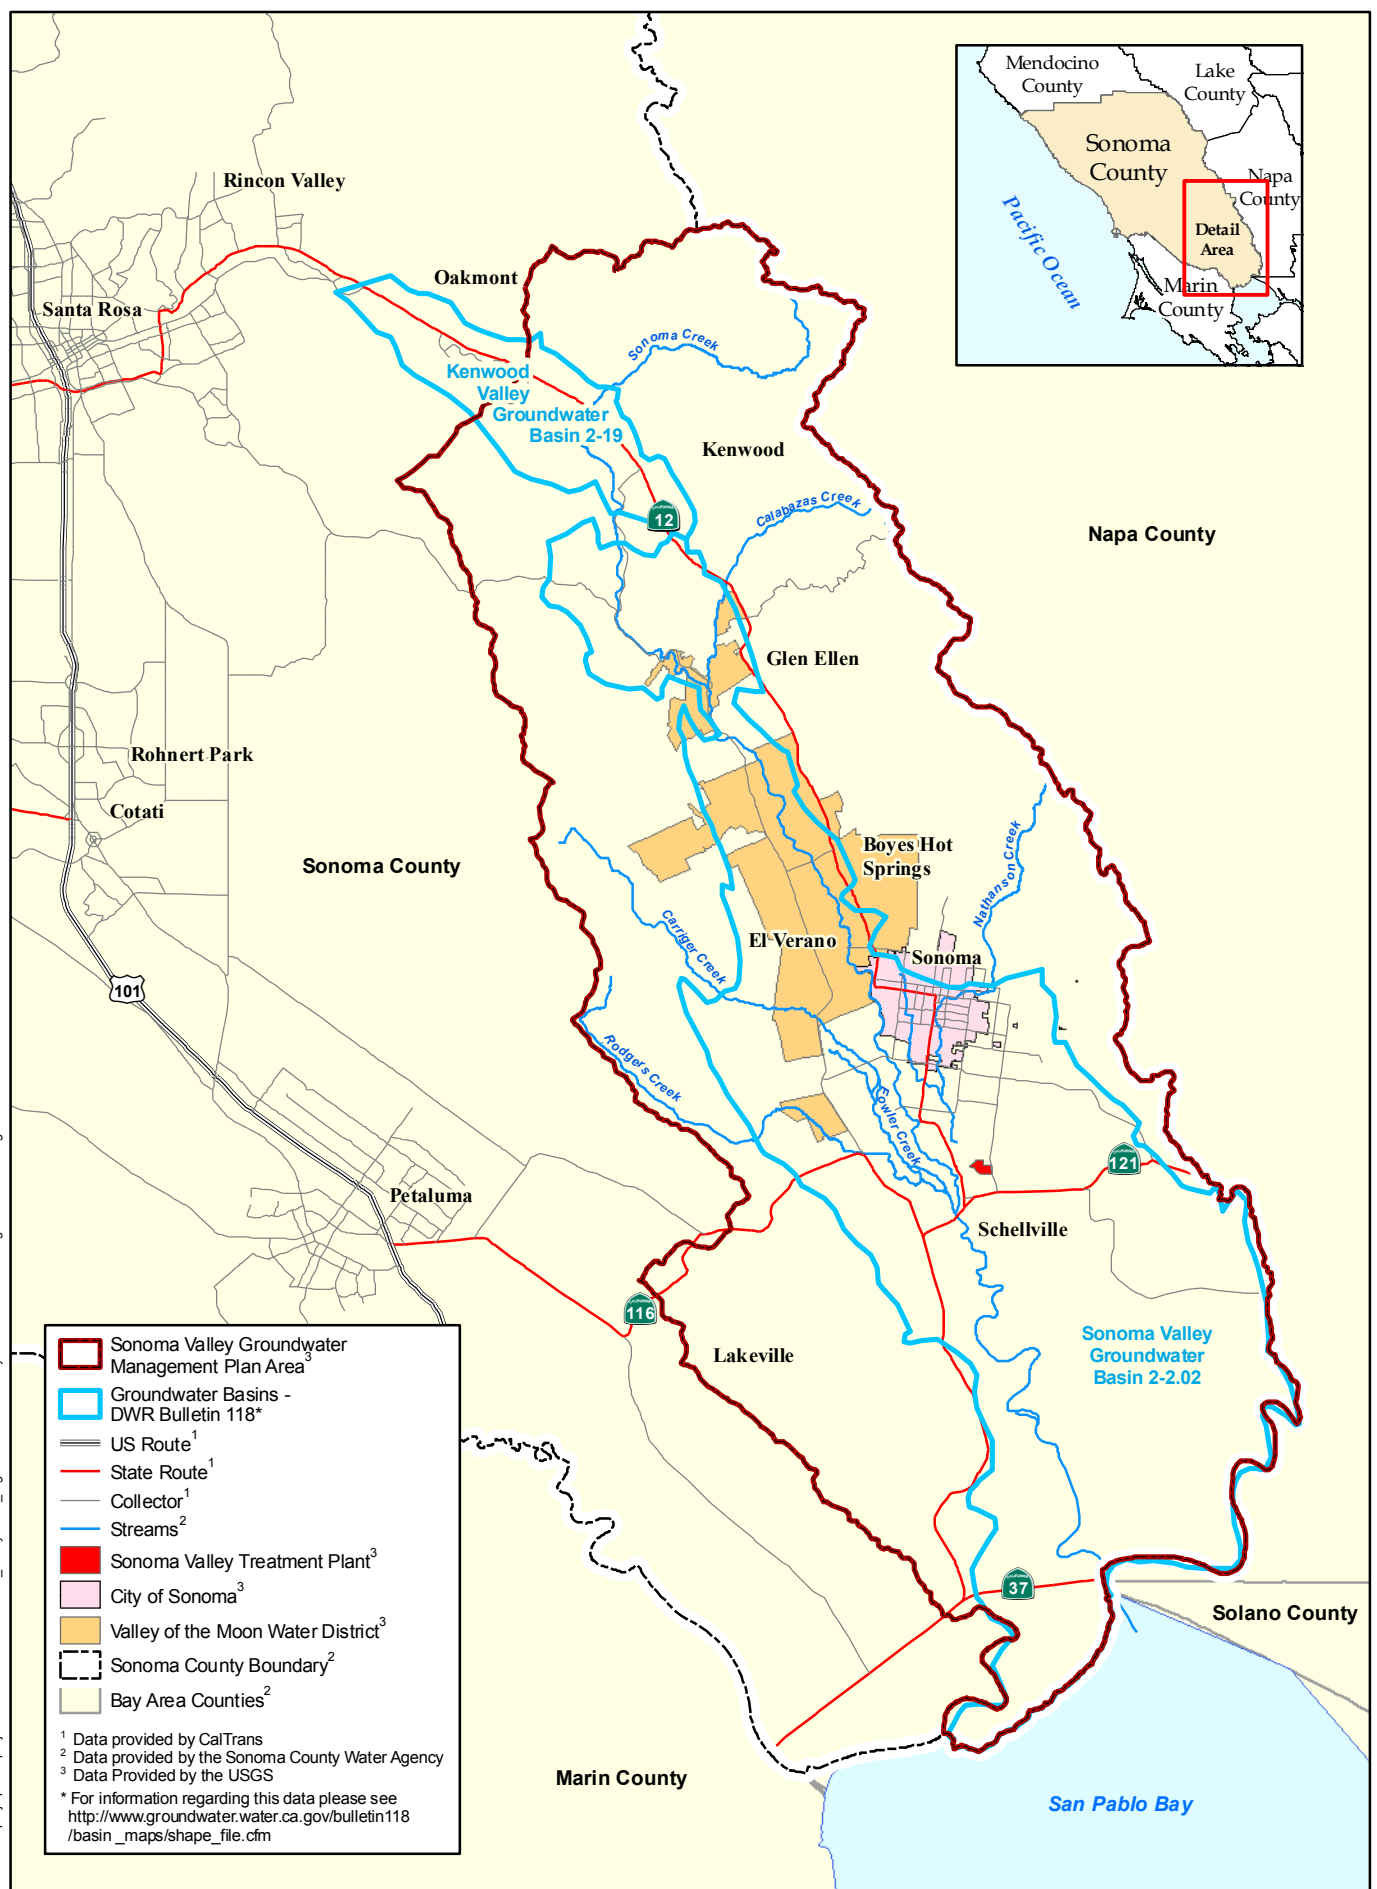 Mendocino
County
Lake
County
Sonoma
County
Napa
County
Detail
Area
Marin
County
Pacific Ocean
Rincon Valley
Oakmont
Santa Rosa
Sonoma Creek
Kenwood
Valley
Groundwater
Basin 2-19
Kenwood
Calabazas Creek
CALIFORNIA
12
Napa County
Glen Ellen
Rohnert Park
Cotati
Sonoma County
Boyes Hot
Springs
Nathanson Creek
Carriger Creek
El Verano
Sonoma
101
Rodgers Creek
Fowler Creek
CALIFORNIA
121
Petaluma
Schellville
CALIFORNIA
116
Lakeville
Sonoma Valley
Groundwater
Basin 2-2.02
CALIFORNIA
37
Solano County
Marin County
San Pablo Bay
Sonoma Valley Groundwater
Management Plan Area3
Groundwater Basins -
DWR Bulletin 118*
US Route1
State Route1
Collector1
Streams2
Sonoma Valley Treatment Plant3
City of Sonoma3
Valley of the Moon Water District3
Sonoma County Boundary2
Bay Area Counties2
1 Data provided by CalTrans
2 Data provided by the Sonoma County Water Agency
3 Data Provided by the USGS
* For information regarding this data please see
http://www.groundwater.water.ca.gov/bulletin118
/basin_maps/shape_file.cfm